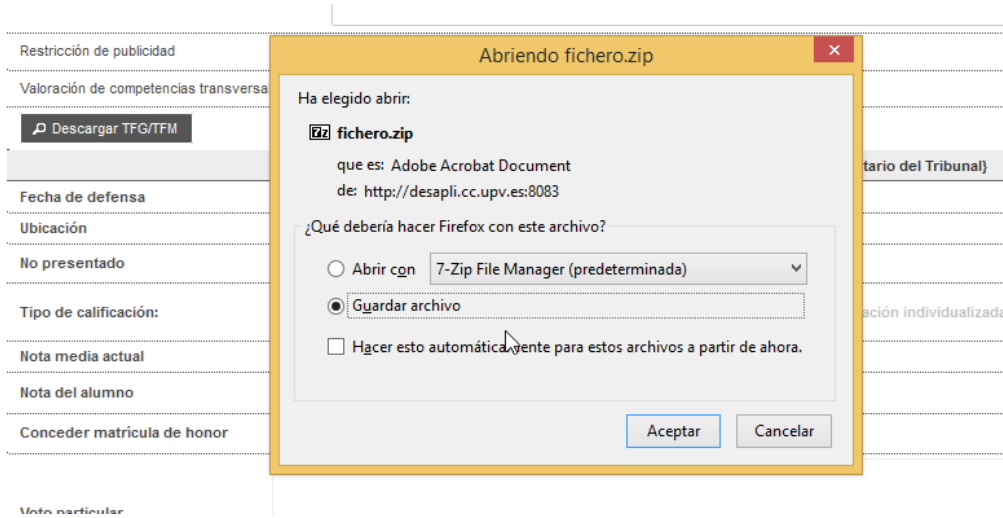 Restricción de publicidad
Valoración de competencias transversa
Descargar TFG/TFM
tario del Tribunal}
Fecha de defensa
Ubicación
No presentado
Tipo de calificación:
ación individualizada
Nota media actual
Nota del alumno
Conceder matrícula de honor
Voto particular
Abriendo fichero.zip
Ha elegido abrir:
fichero.zip
que es: Adobe Acrobat Document
de: http://desapli.cc.upv.es:8083
¿Qué debería hacer Firefox con este archivo?
Abrir con 7-Zip File Manager (predeterminada)
Guardar archivo
Hacer esto automáticamente para estos archivos a partir de ahora.
Aceptar Cancelar